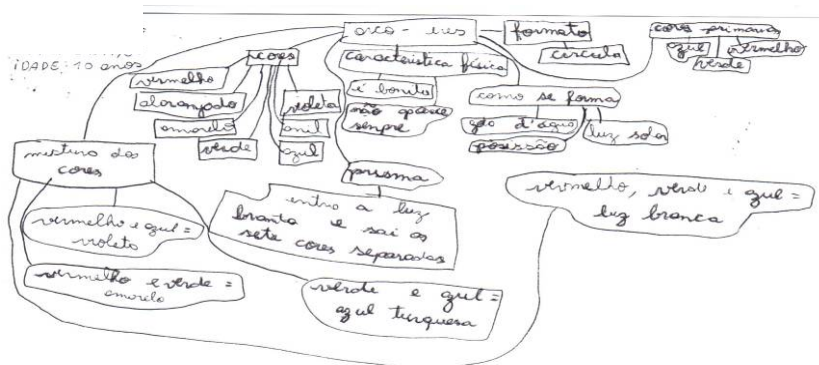 arco-íres
formato
círcula
cores primárias
azul
vermelho
verde
IDADE: 10 anos
cores
vermelho
alaranjado
amarelo
verde
violeta
anil
azul
característica física
é bonito
não aparece
sempre
como se forma
gota d'água
posessão
luz solar
mistura das
cores
vermelho e azul =
violeta
vermelho e verde =
amarelo
verde e azul =
azul turquesa
prisma
entra a luz
branca e sai as
sete cores separadas
vermelho, verde e azul =
luz branca